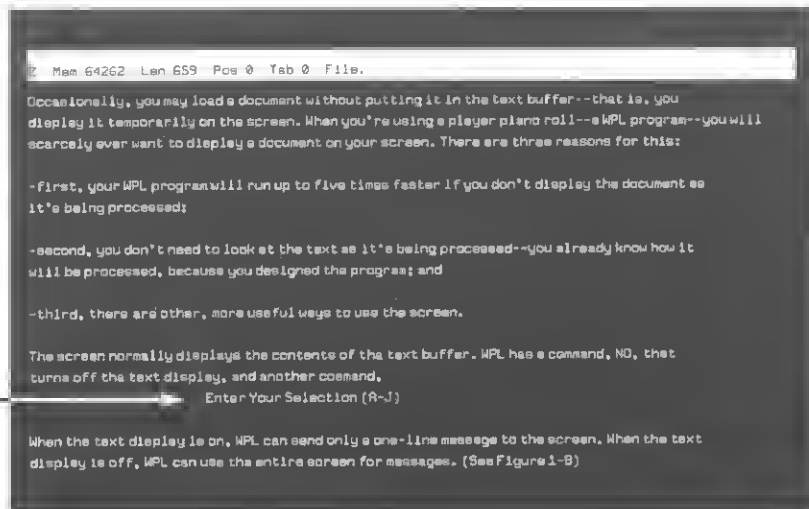 Z Mem 64262 Len 659 Pos 0 Tab 0 File.
Occasionally, you may load a document without putting it in the text buffer--that is, you
display it temporarily on the screen. When you're using a player piano roll--a WPL program--you will
scarcely ever want to display a document on your screen. There are three reasons for this:
-first, your WPL program will run up to five times faster if you don't display the document as
it's being processed;
-second, you don't need to look at the text as it's being processed--you already know how it
will be processed, because you designed the program; and
-third, there are other, more useful ways to use the screen.
The screen normally displays the contents of the text buffer. WPL has a command, NO, that
turns off the text display, and another command,
Enter Your Selection (A-J)
When the text display is on, WPL can send only a one-line message to the screen. When the text
display is off, WPL can use the entire screen for messages. (See Figure 1-8)